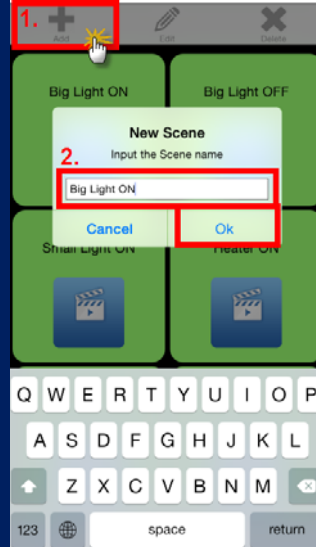 1.
Add Edit Delete
Big Light ON Big Light OFF
New Scene
2. Input the Scene name
Big Light ON
Cancel Ok
Small Light ON Heater ON
Q W E R T Y U I O P
A S D F G H J K L
Z X C V B N M
123 space return